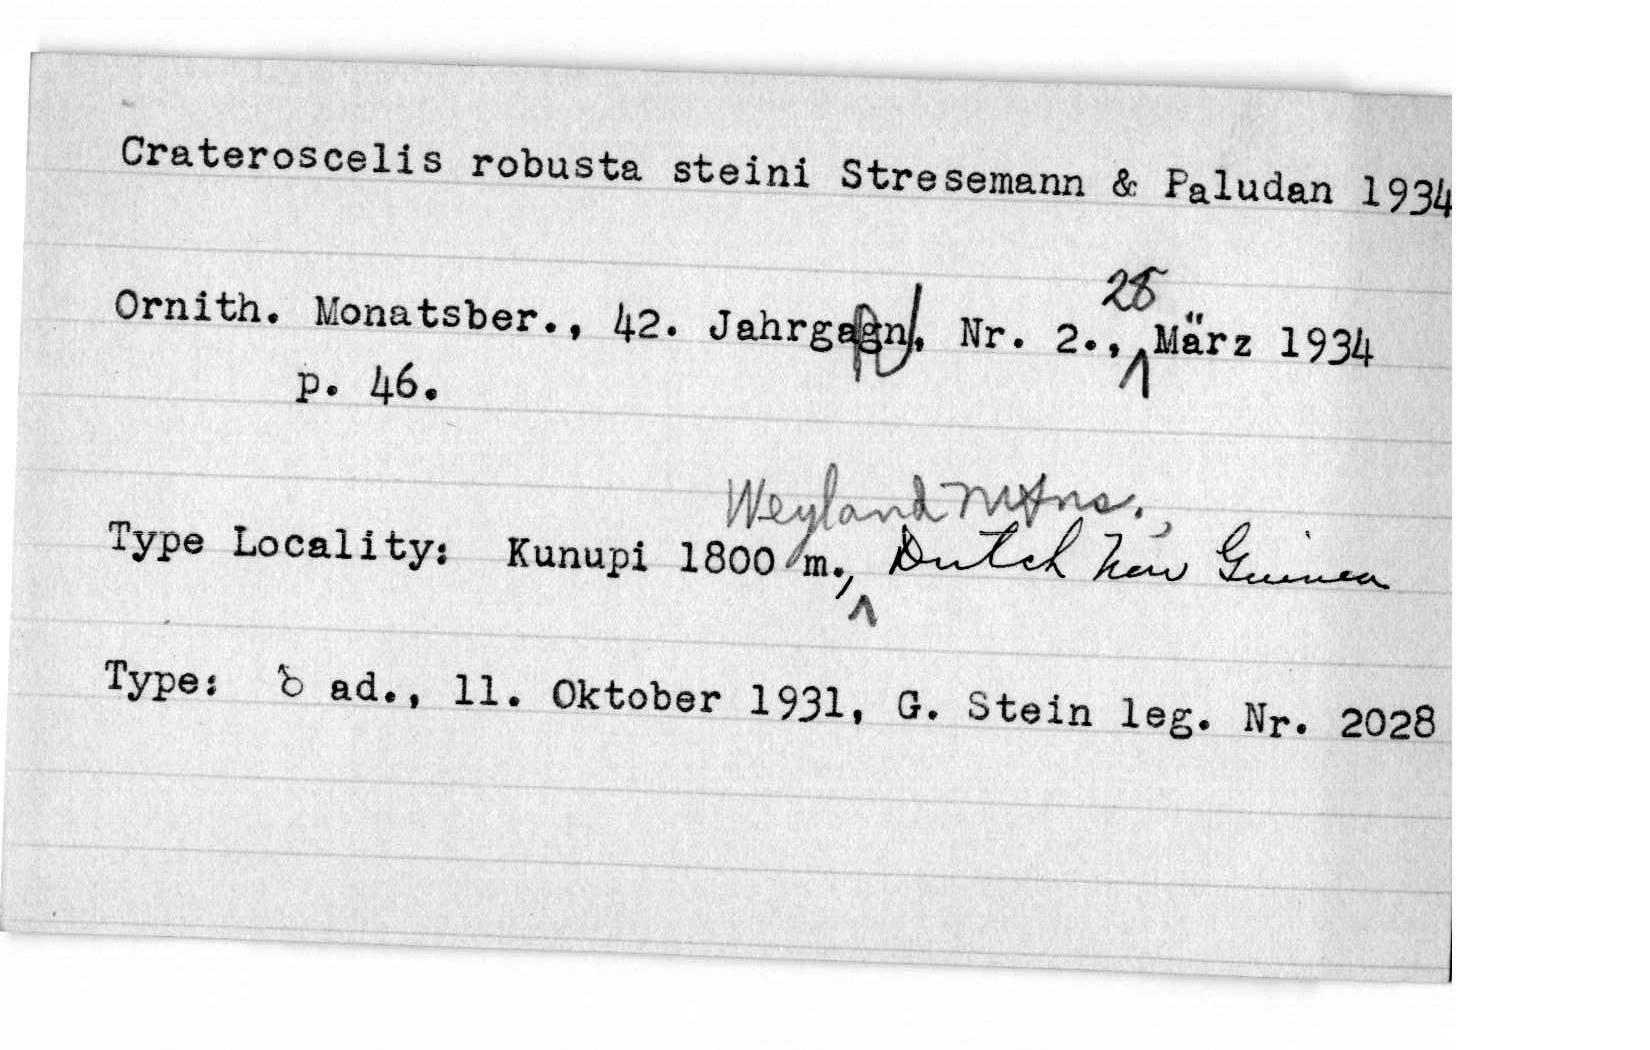 Crateroscelis robusta steini Stresemann & Paludan 1934
28
Ornith. Monatsber., 42. Jahrgagn, Nr. 2., März 1934
p. 46.
Weyland Mtns.,
Type Locality: Kunupi 1800 m., Dutch New Guinea
Type: ♂ ad., 11. Oktober 1931, G. Stein leg. Nr. 2028